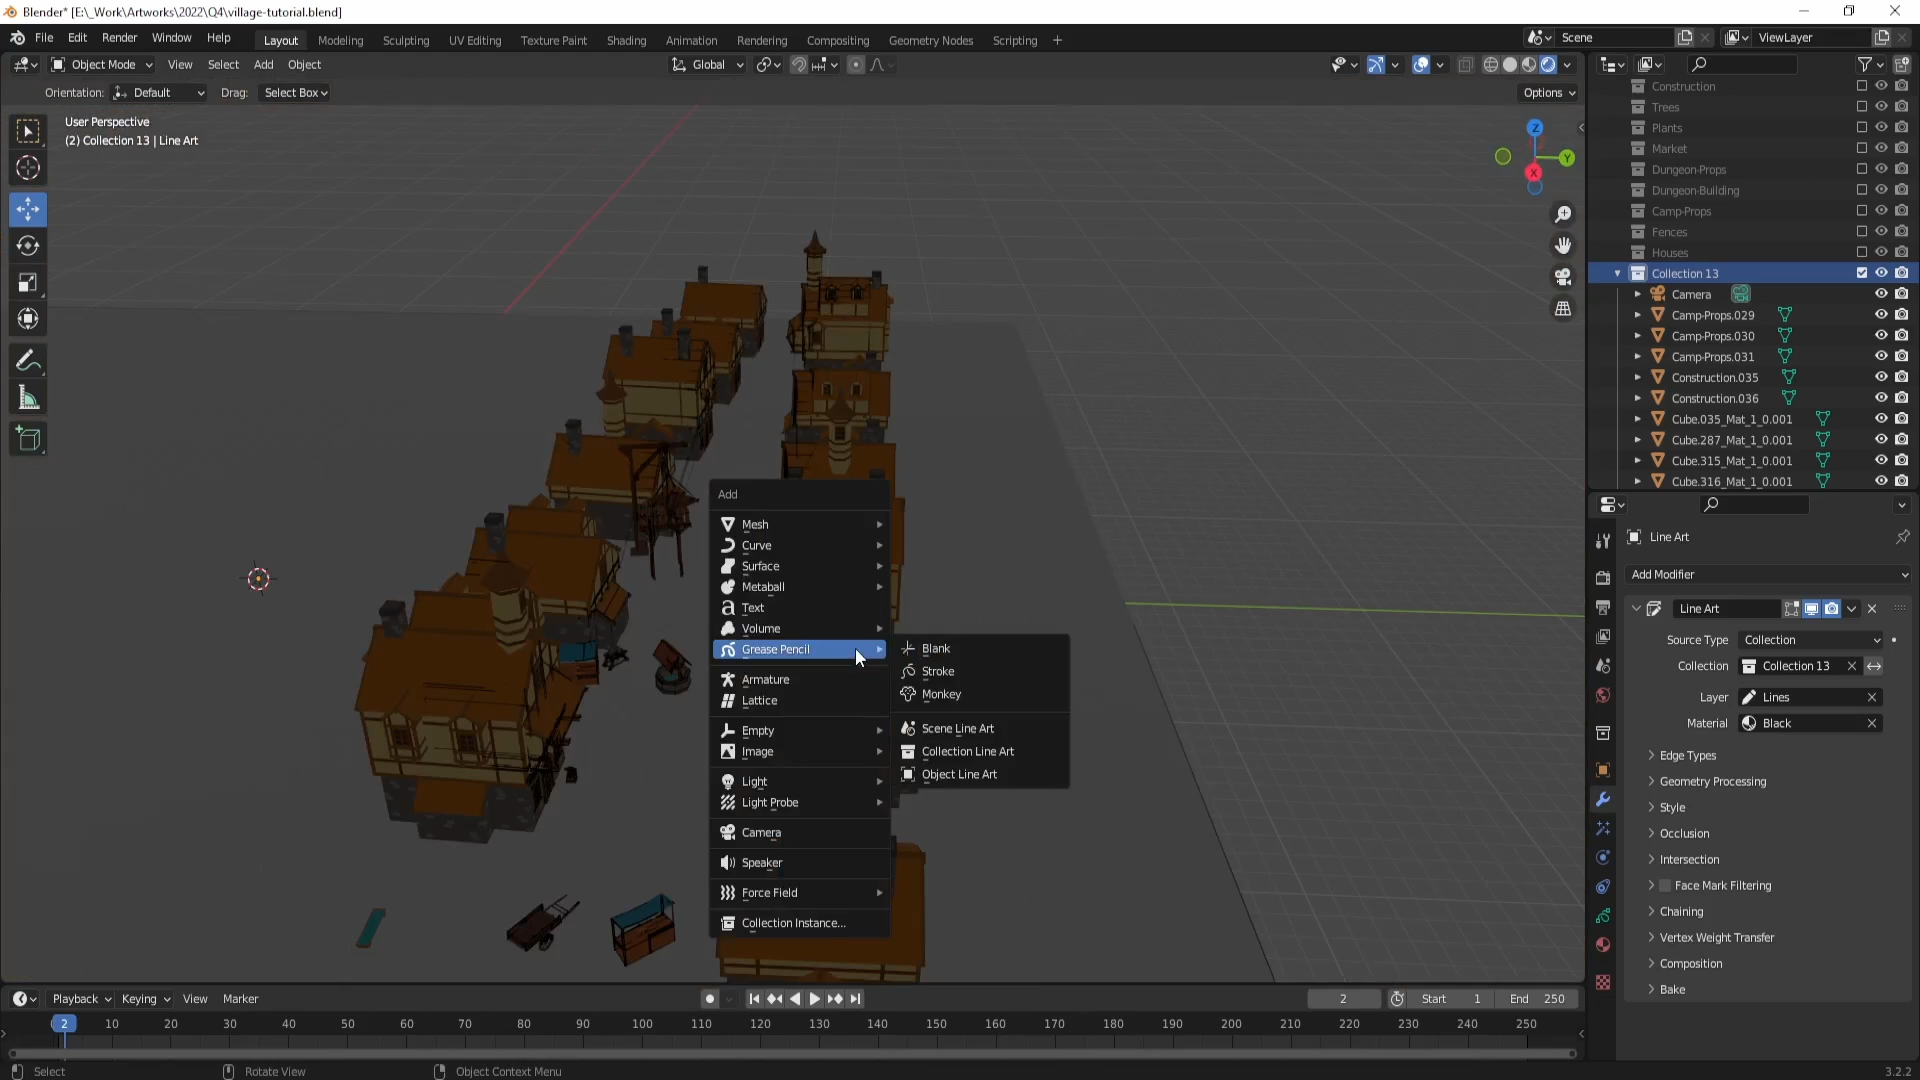 Blender* [E:\_Work\Artworks\2022\Q4\village-tutorial.blend]
File Edit Render Window Help Layout Modeling Sculpting UV Editing Texture Paint Shading Animation Rendering Compositing Geometry Nodes Scripting + Scene ViewLayer
Object Mode View Select Add Object Global
Orientation: Default Drag: Select Box Options
User Perspective
(2) Collection 13 | Line Art
Z
Y
X
Add
Mesh
Curve
Surface
Metaball
Text
Volume
Grease Pencil
Armature
Lattice
Empty
Image
Light
Light Probe
Camera
Speaker
Force Field
Collection Instance...
Blank
Stroke
Monkey
Scene Line Art
Collection Line Art
Object Line Art
Construction
Trees
Plants
Market
Dungeon-Props
Dungeon-Building
Camp-Props
Fences
Houses
Collection 13
Camera
Camp-Props.029
Camp-Props.030
Camp-Props.031
Construction.035
Construction.036
Cube.035_Mat_1_0.001
Cube.287_Mat_1_0.001
Cube.315_Mat_1_0.001
Cube.316_Mat_1_0.001
Line Art
Add Modifier
Line Art
Source Type Collection
Collection Collection 13
Layer Lines
Material Black
Edge Types
Geometry Processing
Style
Occlusion
Intersection
Face Mark Filtering
Chaining
Vertex Weight Transfer
Composition
Bake
Playback Keying View Marker 2 Start 1 End 250
2 10 20 30 40 50 60 70 80 90 100 110 120 130 140 150 160 170 180 190 200 210 220 230 240 250
Select Rotate View Object Context Menu 3.2.2